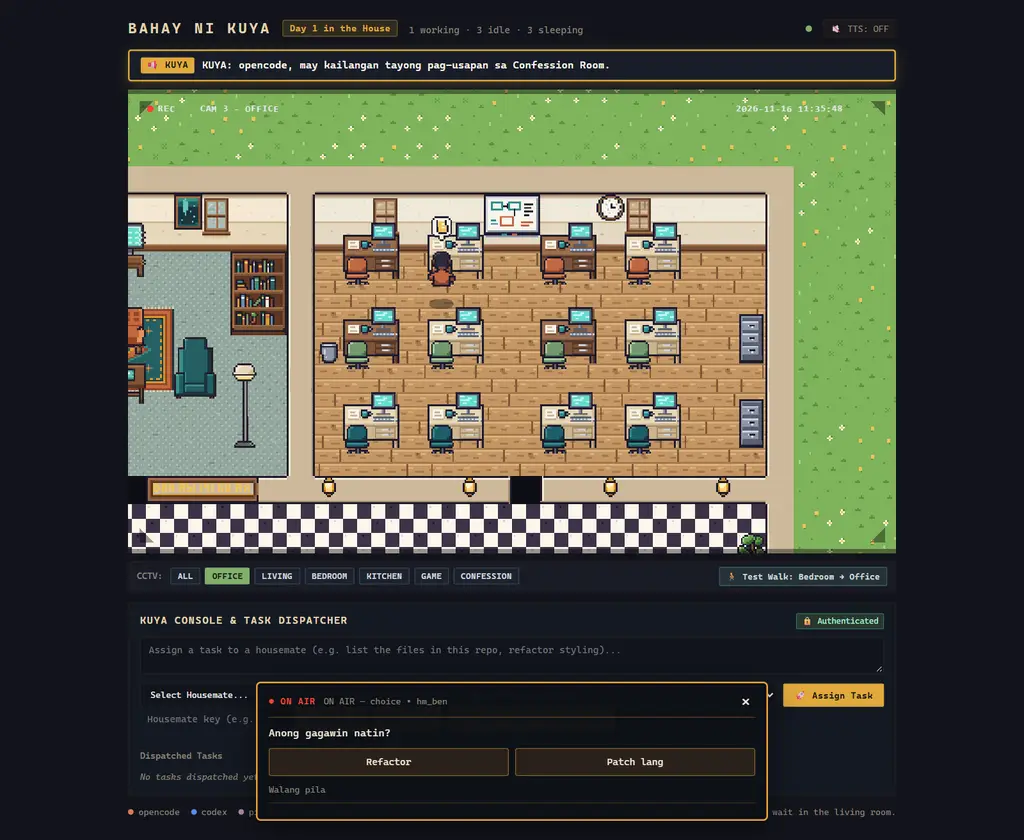 BAHAY NI KUYA Day 1 in the House 1 working · 3 idle · 3 sleeping TTS: OFF
KUYA KUYA: opencode, may kailangan tayong pag-usapan sa Confession Room.
REC CAM 3 - OFFICE 2026-11-16 11:35:48
CCTV: ALL OFFICE LIVING BEDROOM KITCHEN GAME CONFESSION Test Walk: Bedroom → Office
KUYA CONSOLE & TASK DISPATCHER Authenticated
Assign a task to a housemate (e.g. list the files in this repo, refactor styling)...
Select Housemate... Assign Task
Housemate key (e.g.
ON AIR ON AIR — choice • hm_ben ×
Anong gagawin natin?
Refactor Patch lang
Walang pila
Dispatched Tasks
No tasks dispatched yet
opencode codex wait in the living room.